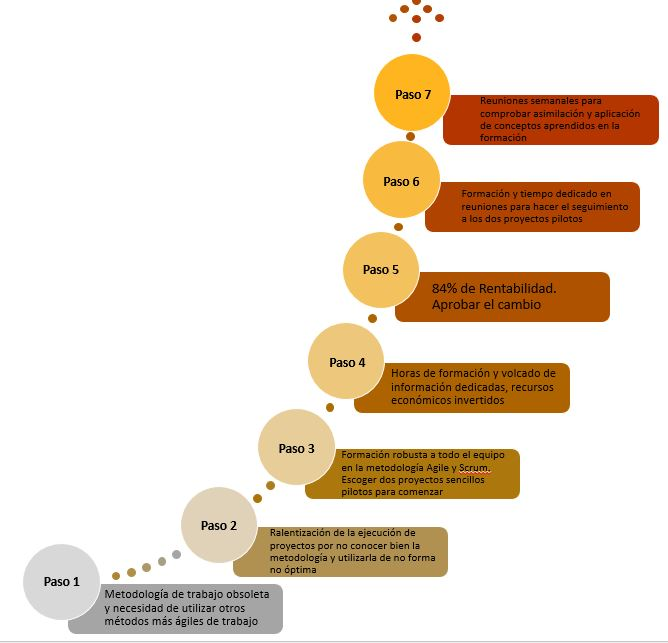 Paso 7
Reuniones semanales para
comprobar asimilación y aplicación
de conceptos aprendidos en la
formación
Paso 6
Formación y tiempo dedicado en
reuniones para hacer el seguimiento
a los dos proyectos pilotos
Paso 5
84% de Rentabilidad.
Aprobar el cambio
Paso 4
Horas de formación y volcado de
información dedicadas, recursos
económicos invertidos
Paso 3
Formación robusta a todo el equipo
en la metodología Agile y Scrum.
Escoger dos proyectos sencillos
pilotos para comenzar
Paso 2
Ralentización de la ejecución de
proyectos por no conocer bien la
metodología y utilizarla de no forma
no óptima
Paso 1
Metodología de trabajo obsoleta
y necesidad de utilizar otros
métodos más ágiles de trabajo